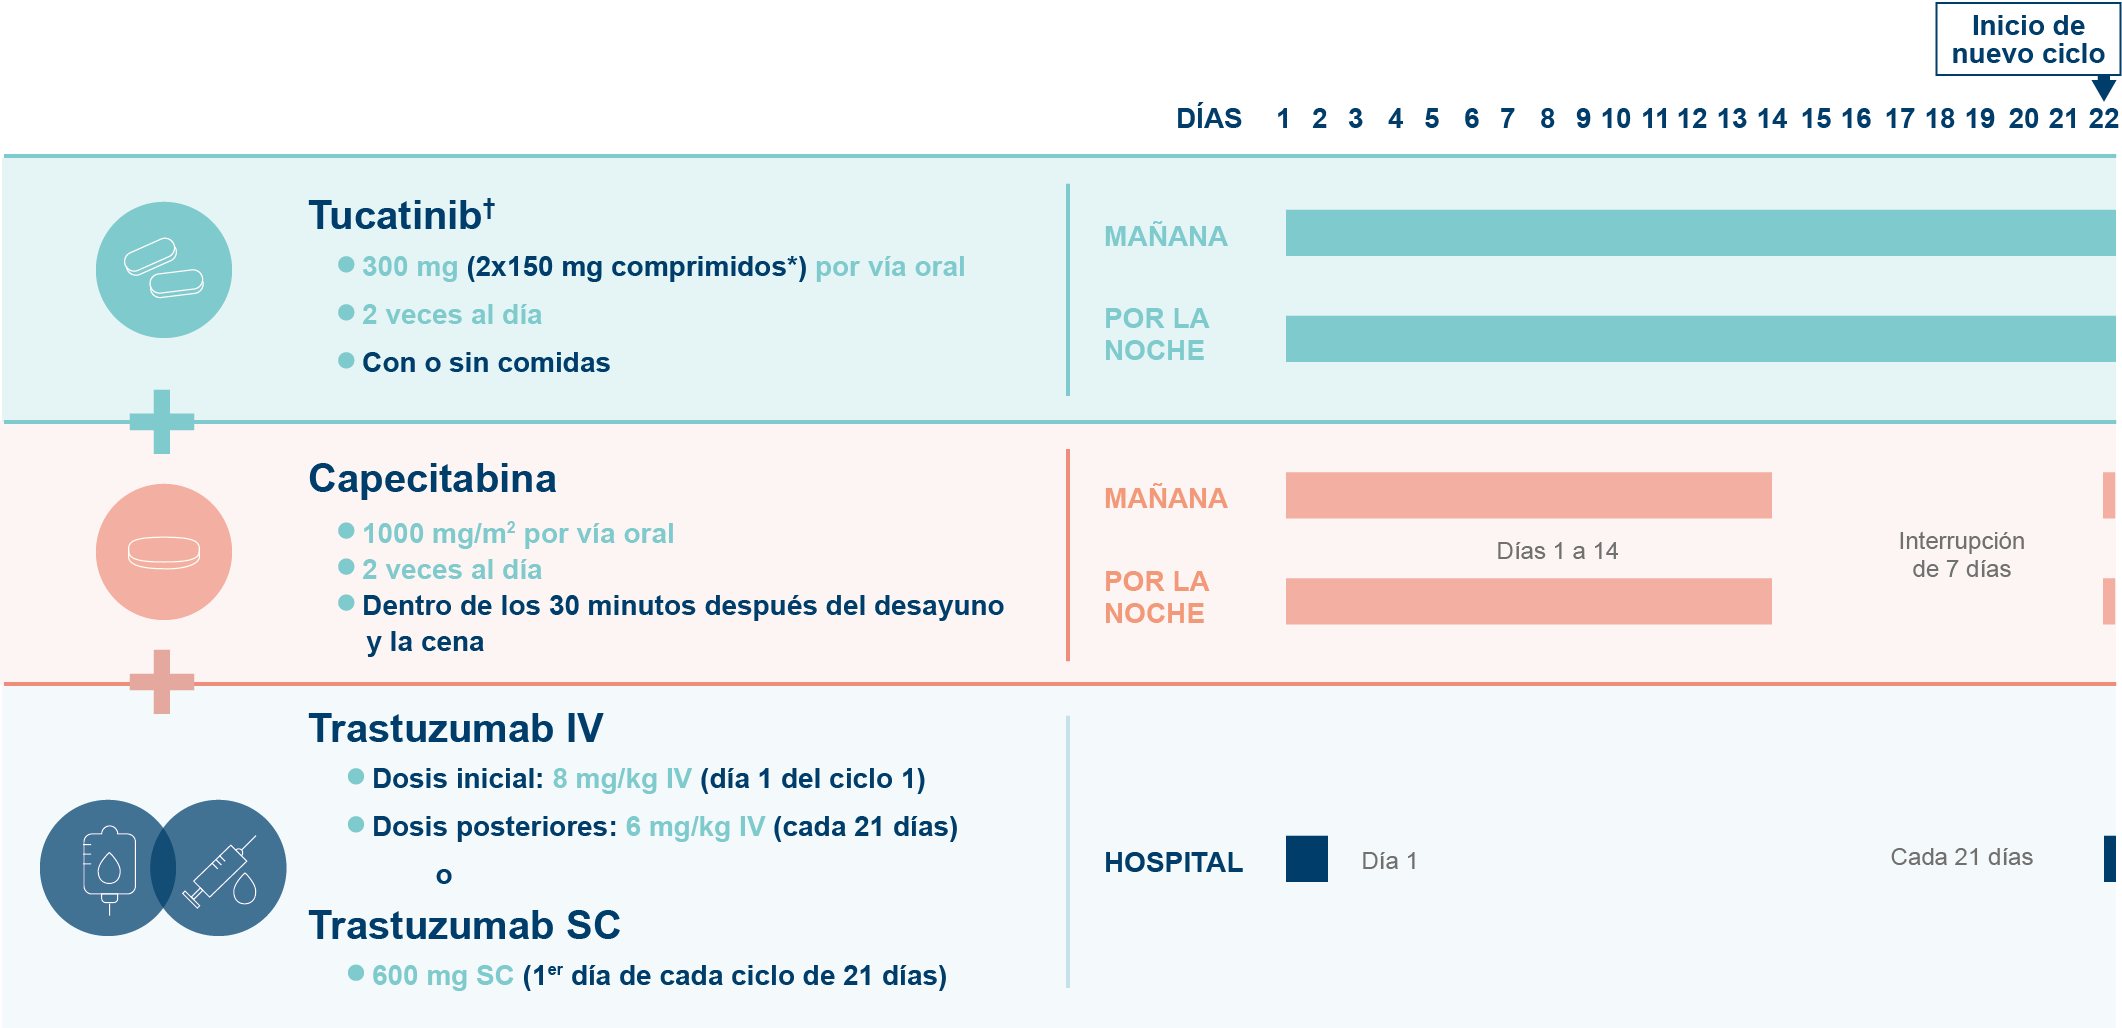 Inicio de
nuevo ciclo
DÍAS 1 2 3 4 5 6 7 8 9 10 11 12 13 14 15 16 17 18 19 20 21 22
Tucatinib†
300 mg (2x150 mg comprimidos*) por vía oral
2 veces al día
Con o sin comidas
MAÑANA
POR LA
NOCHE
Capecitabina
1000 mg/m² por vía oral
2 veces al día
Dentro de los 30 minutos después del desayuno
y la cena
MAÑANA
Días 1 a 14
POR LA
NOCHE
Interrupción
de 7 días
Trastuzumab IV
Dosis inicial: 8 mg/kg IV (día 1 del ciclo 1)
Dosis posteriores: 6 mg/kg IV (cada 21 días)
o
Trastuzumab SC
600 mg SC (1er día de cada ciclo de 21 días)
HOSPITAL
Día 1
Cada 21 días